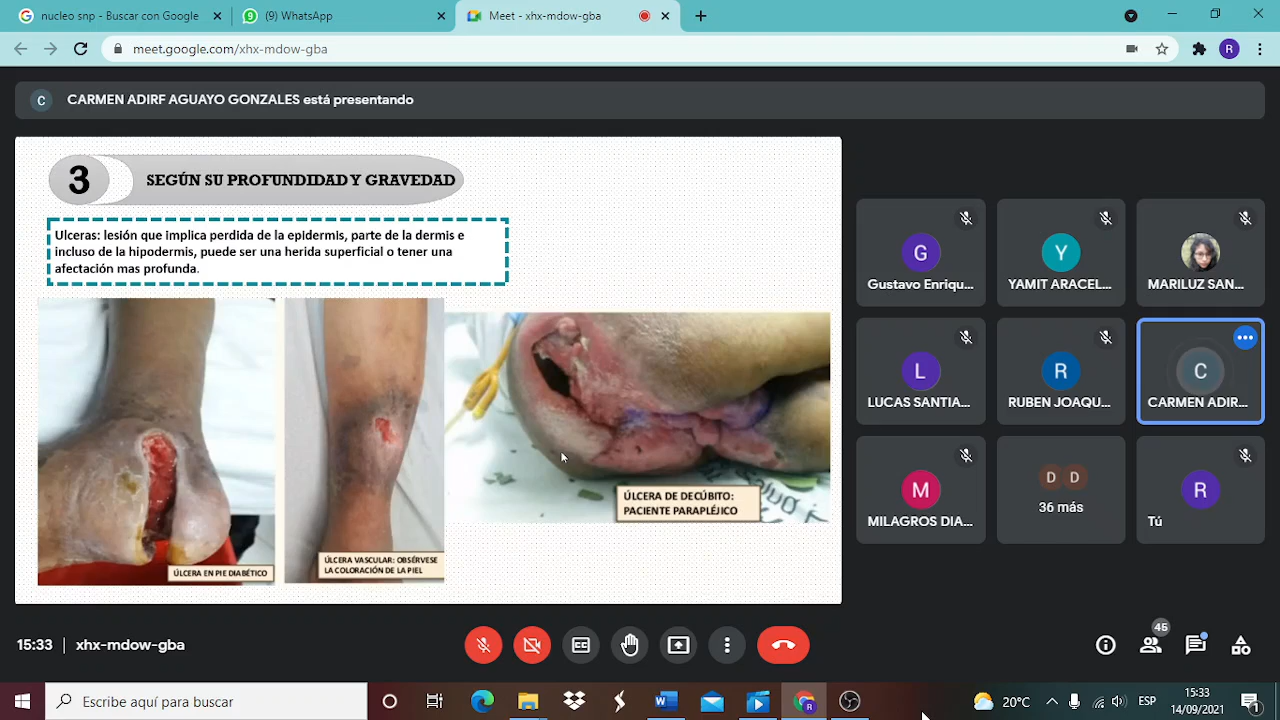 nucleo snp - Google
(9) WhatsApp
Meet - xhx-mdow-gba
meet.google.com/xhx-mdow-gba
R
C
CARMEN ADIRF AGUAYO GONZALES está presentando
3
SEGÚN SU PROFUNDIDAD Y GRAVEDAD
Ulceras: lesión que implica perdida de la epidermis, parte de la dermis e
incluso de la hipodermis, puede ser una herida superficial o tener una
afectación mas profunda.
ÚLCERA EN PIE DIABÉTICO
ÚLCERA VASCULAR: OBSÉRVESE
LA COLORACIÓN DE LA PIEL
ÚLCERA DE DECÚBITO:
PACIENTE PARAPLÉJICO
G
Gustavo Enriqu...
Y
YAMIT ARACEL...
MARILUZ SAN...
L
LUCAS SANTIA...
R
RUBEN JOAQU...
C
CARMEN ADIR...
M
MILAGROS DIA...
D D
36 más
R
Tú
15:33 | xhx-mdow-gba
45
Escribe aquí para buscar
20°C
ESP
15:33
14/09/2021
1